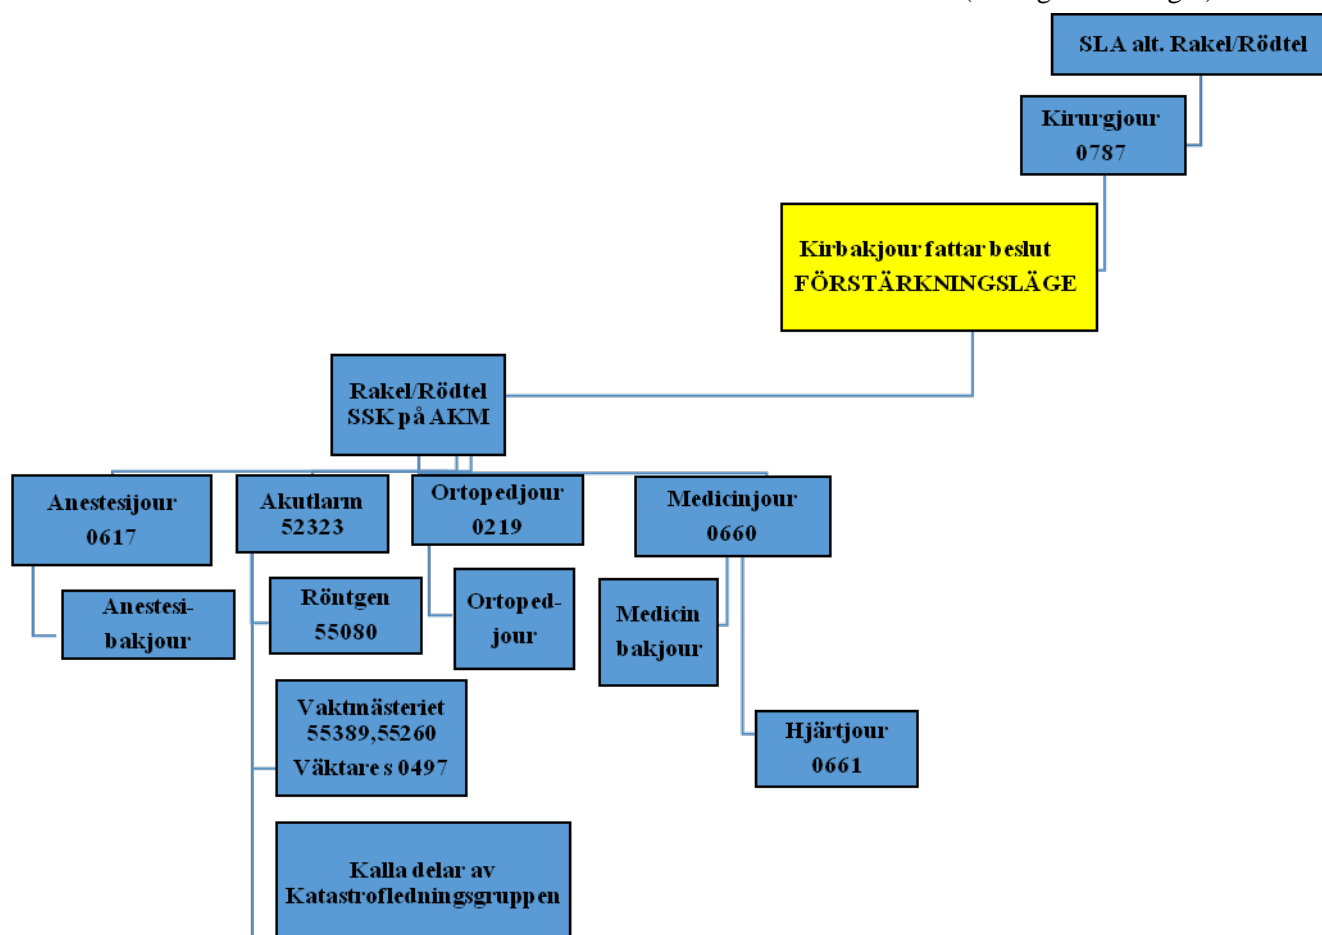 SLA alt. Rakel/Rödtel
Kirurgjour
0787
Kirbakjour fattar beslut
FÖRSTÄRKNINGSLÄGE
Rakel/Rödtel
SSK på AKM
Anestesijour
0617
Akutlarm
52323
Ortopedjour
0219
Medicinjour
0660
Anestesi-
bakjour
Röntgen
55080
Ortoped-
jour
Medicin
bakjour
Vaktmästeriet
55389,55260
Väktare s 0497
Hjärtjour
0661
Kalla delar av
Katastrofledningsgruppen